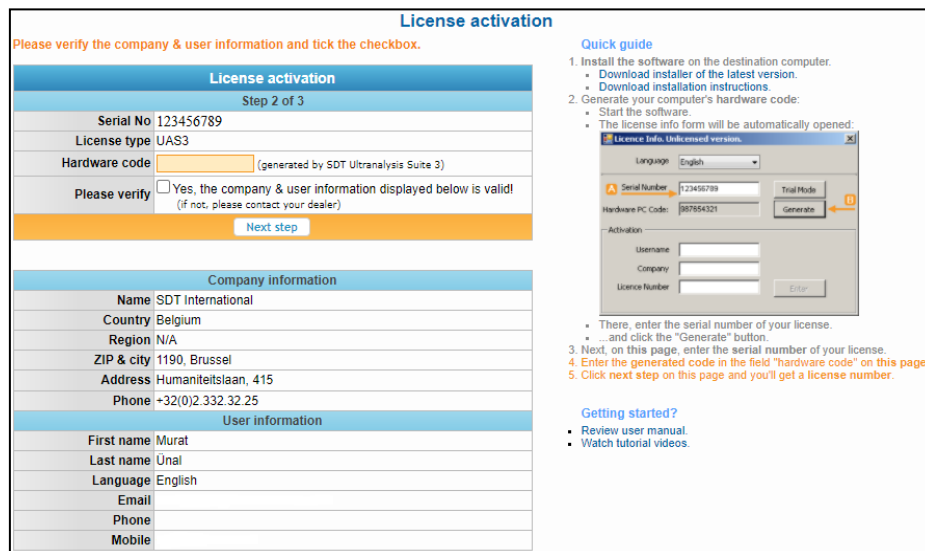 License activation
Please verify the company & user information and tick the checkbox.
License activation
Step 2 of 3
Serial No 123456789
License type UAS3
Hardware code (generated by SDT Ultranalysis Suite 3)
Please verify Yes, the company & user information displayed below is valid!
(if not, please contact your dealer)
Next step
Company information
Name SDT International
Country Belgium
Region N/A
ZIP & city 1190, Brussel
Address Humaniteitslaan, 415
Phone +32(0)2.332.32.25
User information
First name Murat
Last name Ünal
Language English
Email
Phone
Mobile
Quick guide
1. Install the software on the destination computer.
Download installer of the latest version.
Download installation instructions.
2. Generate your computer's hardware code:
Start the software.
The license info form will be automatically opened:
Licence Info. Unlicensed version.
Language English
A Serial Number 123456789 Trial Mode
Hardware PC Code: 987654321 Generate B
Activation
Username
Company
Licence Number Enter
There, enter the serial number of your license.
...and click the "Generate" button.
3. Next, on this page, enter the serial number of your license.
4. Enter the generated code in the field "hardware code" on this page
5. Click next step on this page and you'll get a license number.
Getting started?
Review user manual.
Watch tutorial videos.